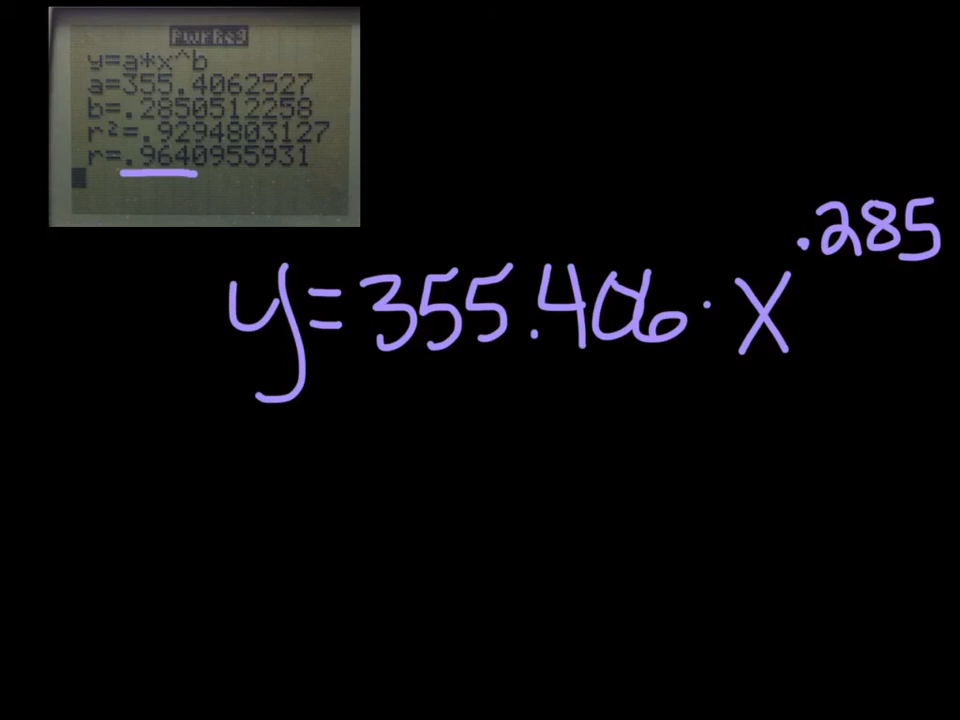 PwrReg
y=a*x^b
a=355.4062527
b=.2850512258
r²=.9294803127
r=.9640955931
y=355.406·x^.285